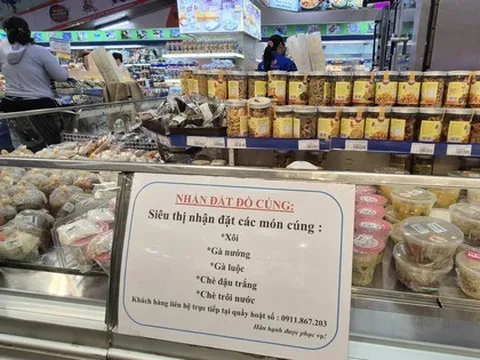 NHẬN ĐẶT ĐỒ CÚNG:
Siêu thị nhận đặt các món cúng :
*Xôi
*Gà nướng
*Gà luộc
*Chè đậu trắng
*Chè trôi nước
Khách hàng liên hệ trực tiếp tại quầy hoặt số : 0911.867.203
Hân hạnh được phục vụ!